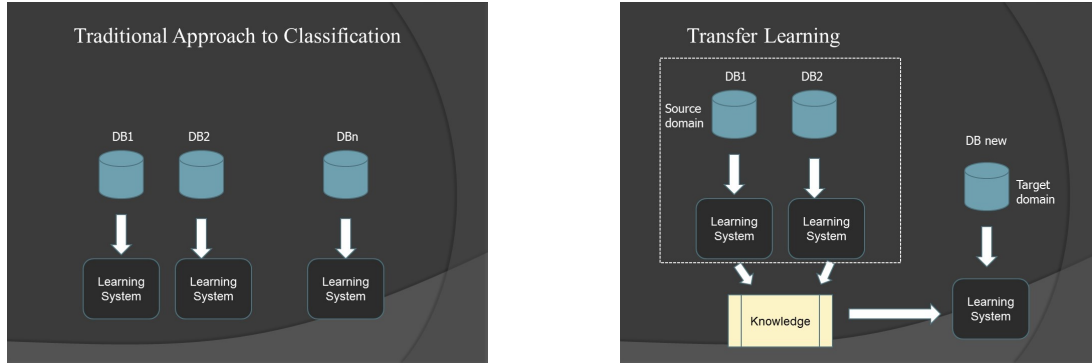 Traditional Approach to Classification
DB1
DB2
DBn
Learning
System
Learning
System
Learning
System
Transfer Learning
DB1
DB2
Source
domain
DB new
Target
domain
Learning
System
Learning
System
Learning
System
Knowledge